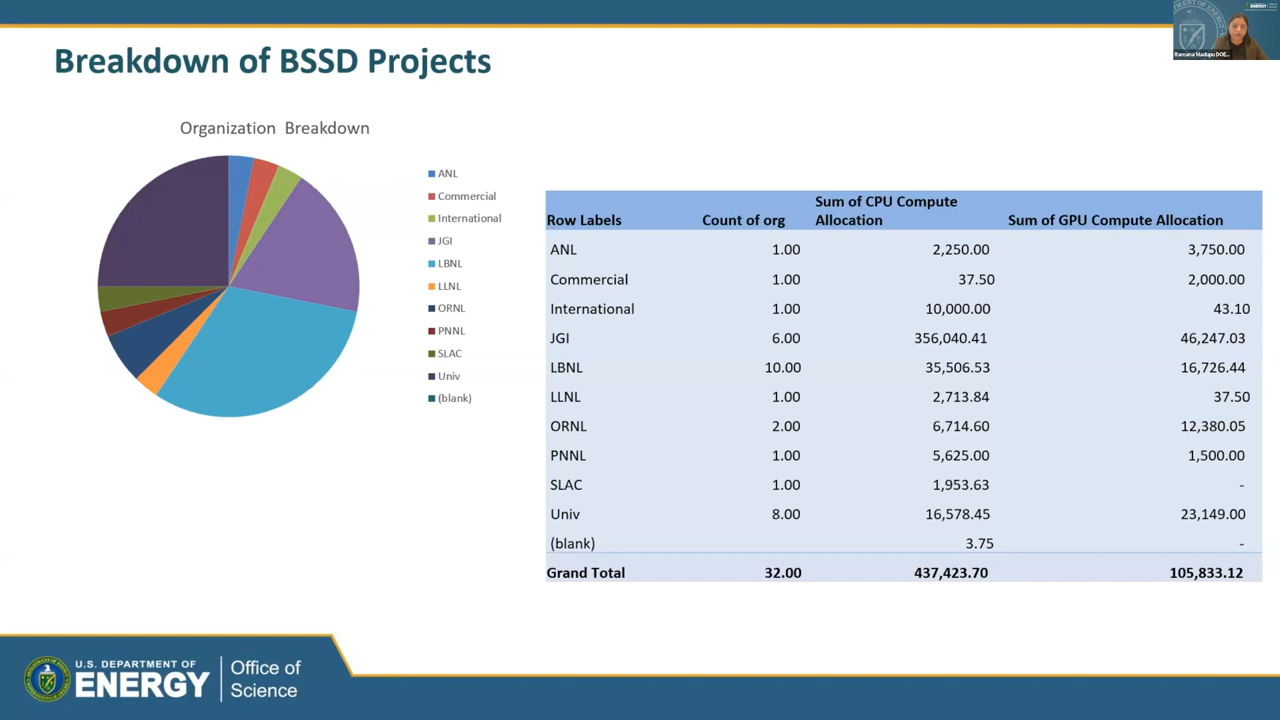 Breakdown of BSSD Projects
Ramana Madupu DOE...
ENERGY
Organization Breakdown
ANL
Commercial
International
JGI
LBNL
LLNL
ORNL
PNNL
SLAC
Univ
(blank)
Row Labels Count of org Sum of CPU Compute Allocation Sum of GPU Compute Allocation
ANL 1.00 2,250.00 3,750.00
Commercial 1.00 37.50 2,000.00
International 1.00 10,000.00 43.10
JGI 6.00 356,040.41 46,247.03
LBNL 10.00 35,506.53 16,726.44
LLNL 1.00 2,713.84 37.50
ORNL 2.00 6,714.60 12,380.05
PNNL 1.00 5,625.00 1,500.00
SLAC 1.00 1,953.63 -
Univ 8.00 16,578.45 23,149.00
(blank) 3.75 -
Grand Total 32.00 437,423.70 105,833.12
U.S. DEPARTMENT OF
ENERGY
Office of
Science